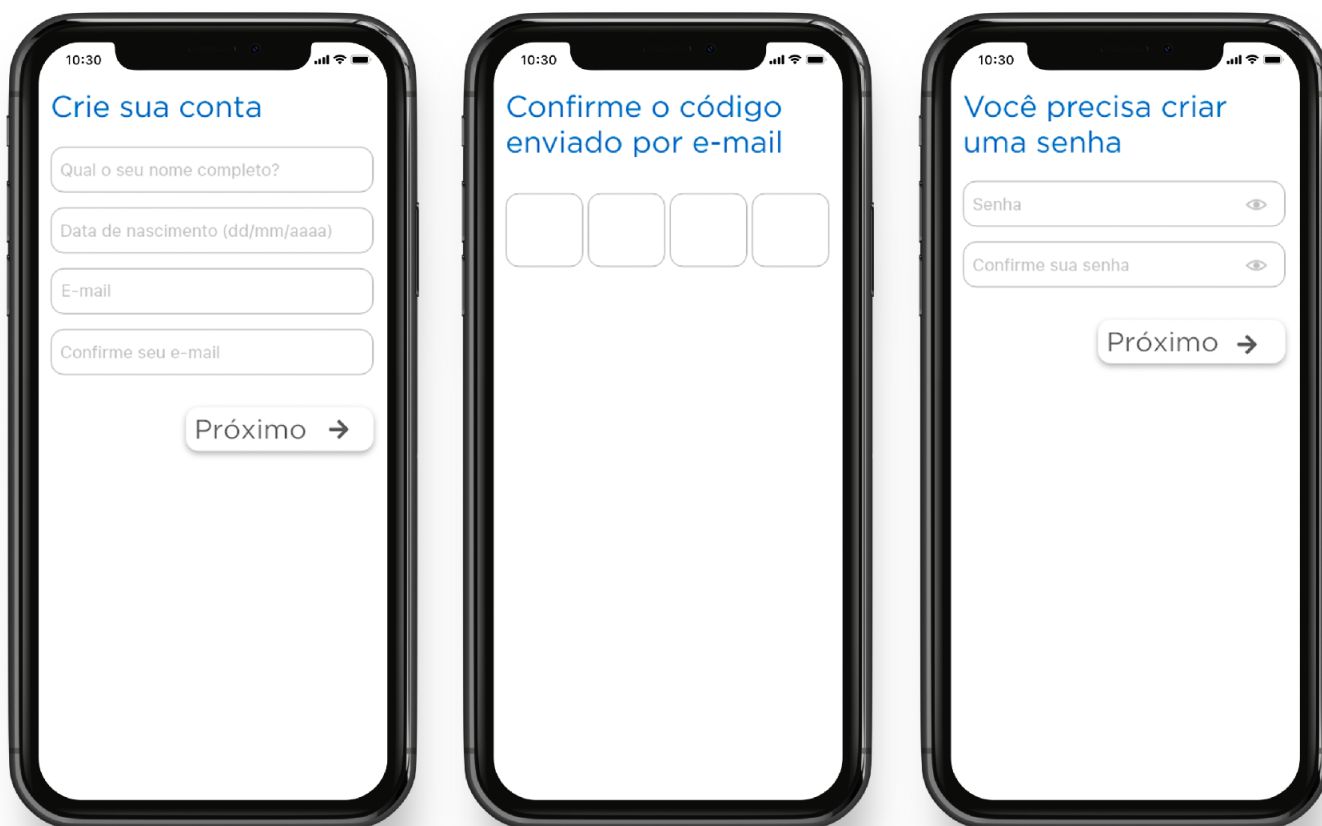 10:30
Crie sua conta
Qual o seu nome completo?
Data de nascimento (dd/mm/aaaa)
E-mail
Confirme seu e-mail
Próximo
10:30
Confirme o código
enviado por e-mail
10:30
Você precisa criar
uma senha
Senha
Confirme sua senha
Próximo